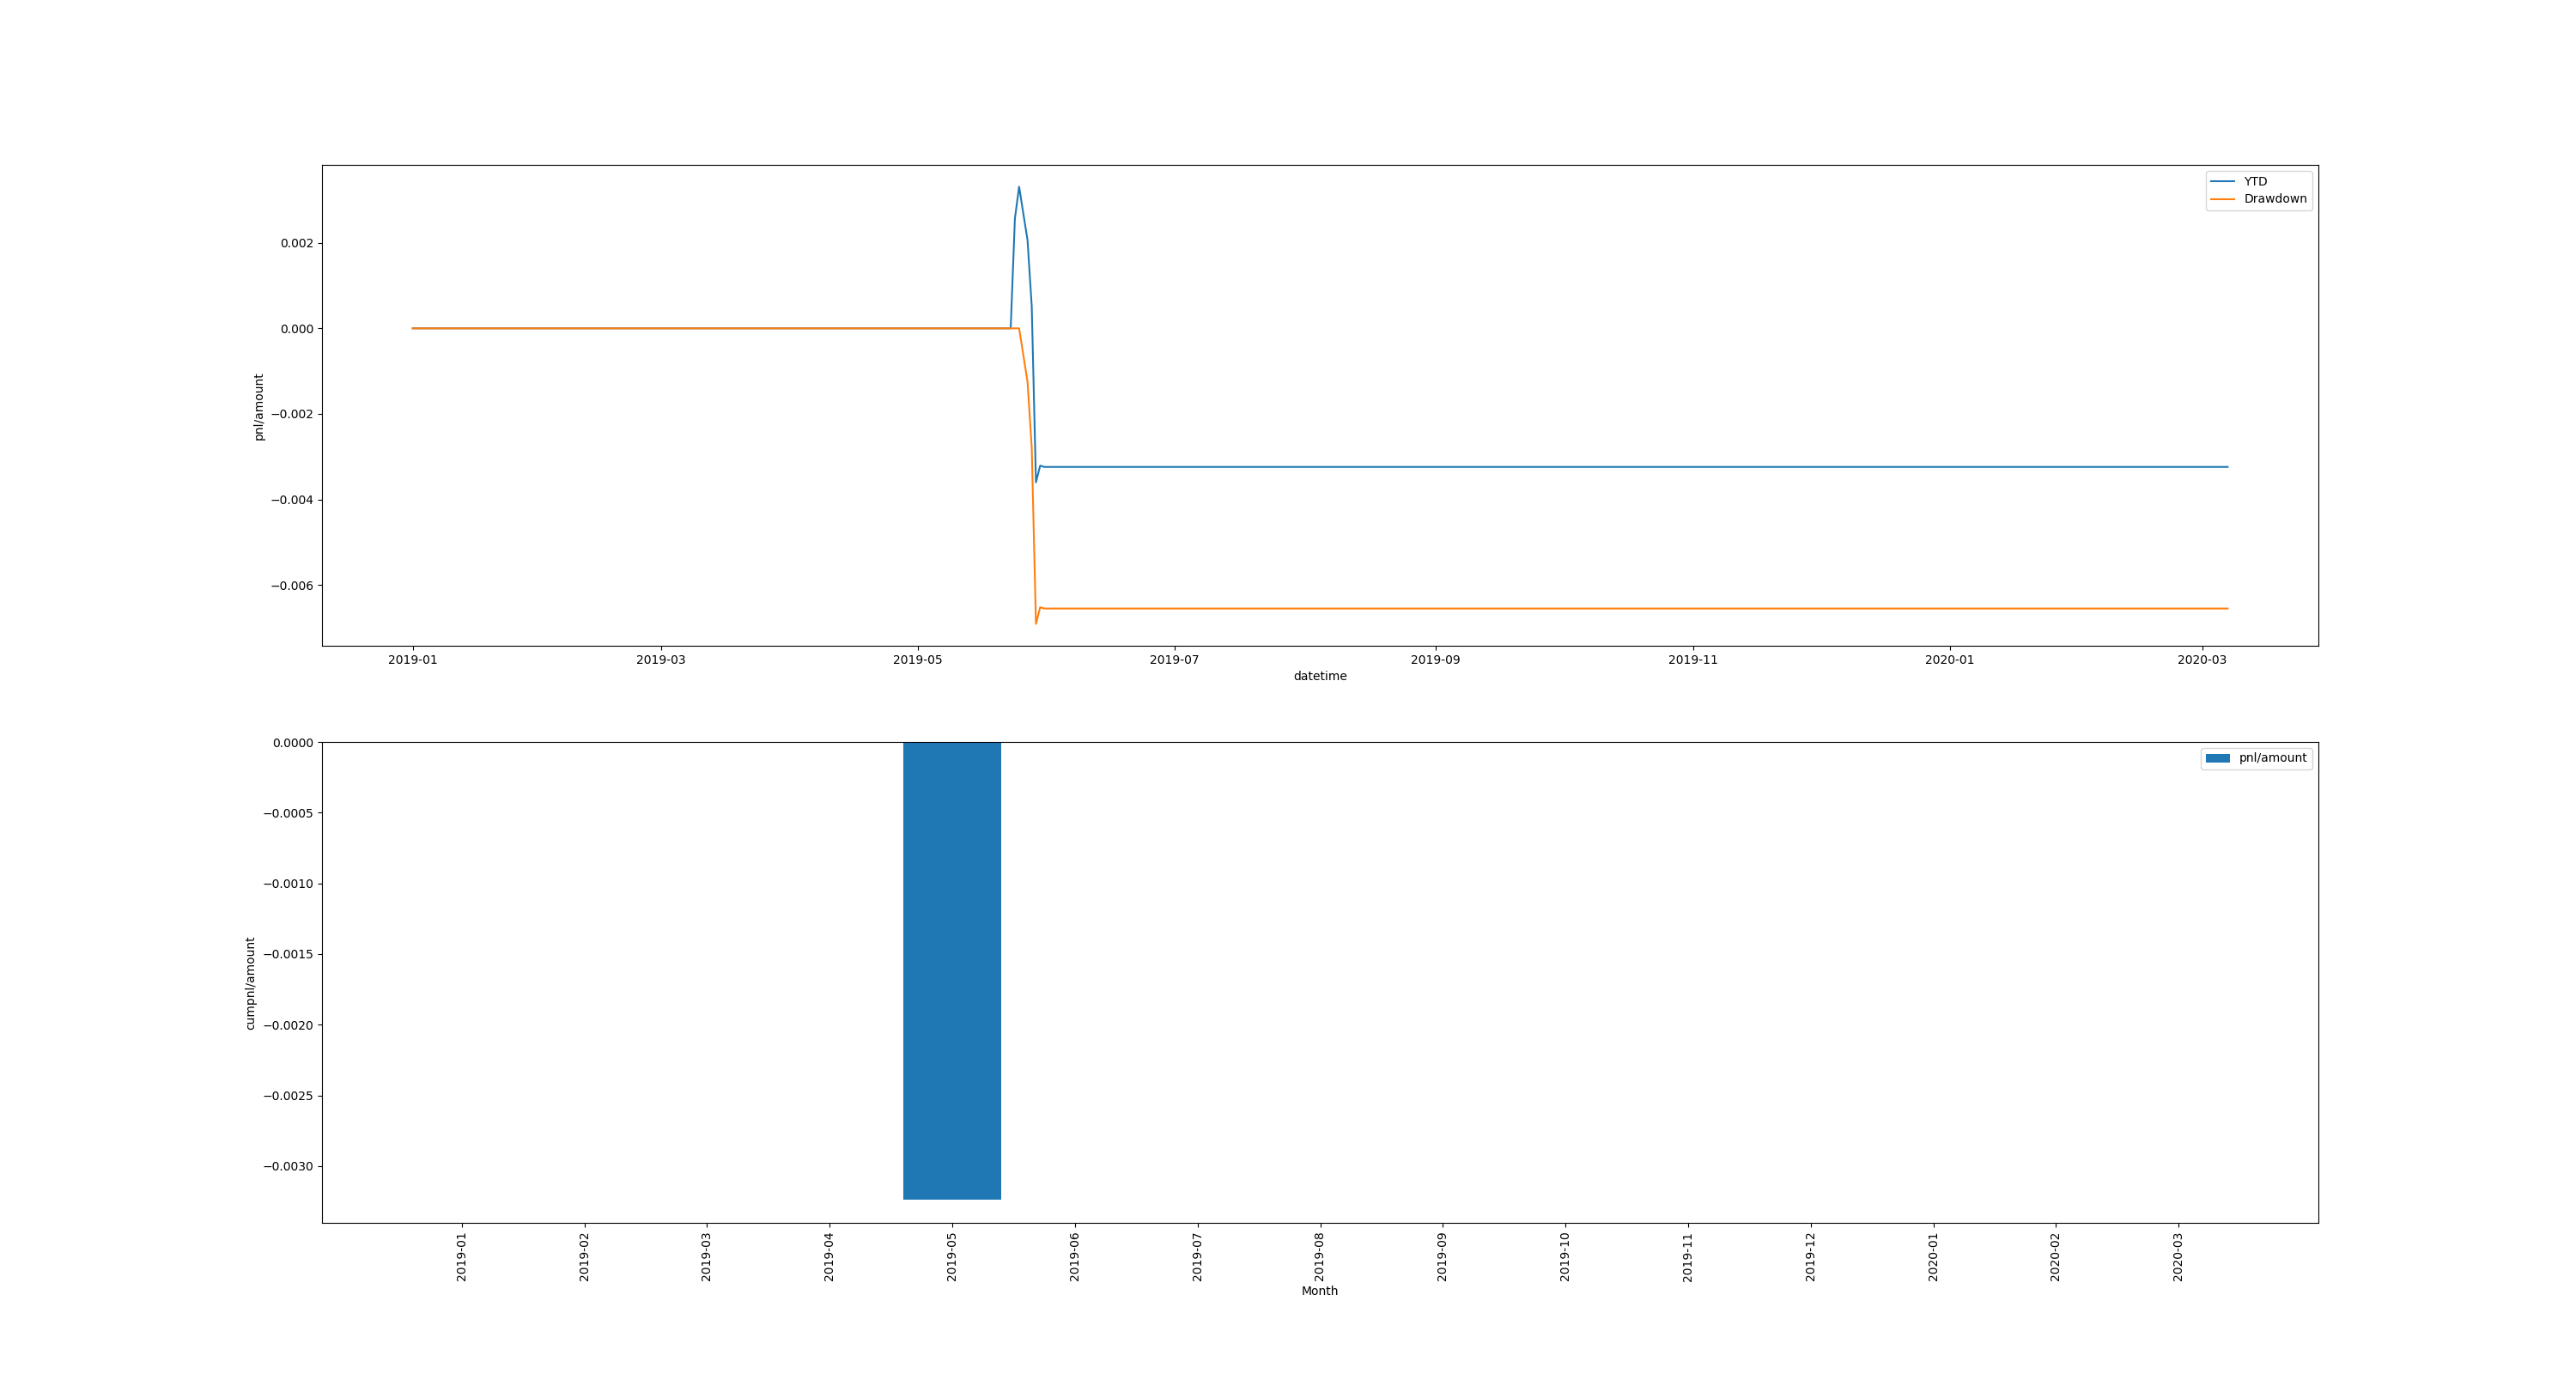 YTD
Drawdown
0.002
0.000
−0.002
−0.004
−0.006
pnl/amount
2019-01 2019-03 2019-05 2019-07 2019-09 2019-11 2020-01 2020-03
datetime
pnl/amount
0.0000
−0.0005
−0.0010
−0.0015
−0.0020
−0.0025
−0.0030
cumpnl/amount
2019-01 2019-02 2019-03 2019-04 2019-05 2019-06 2019-07 2019-08 2019-09 2019-10 2019-11 2019-12 2020-01 2020-02 2020-03
Month